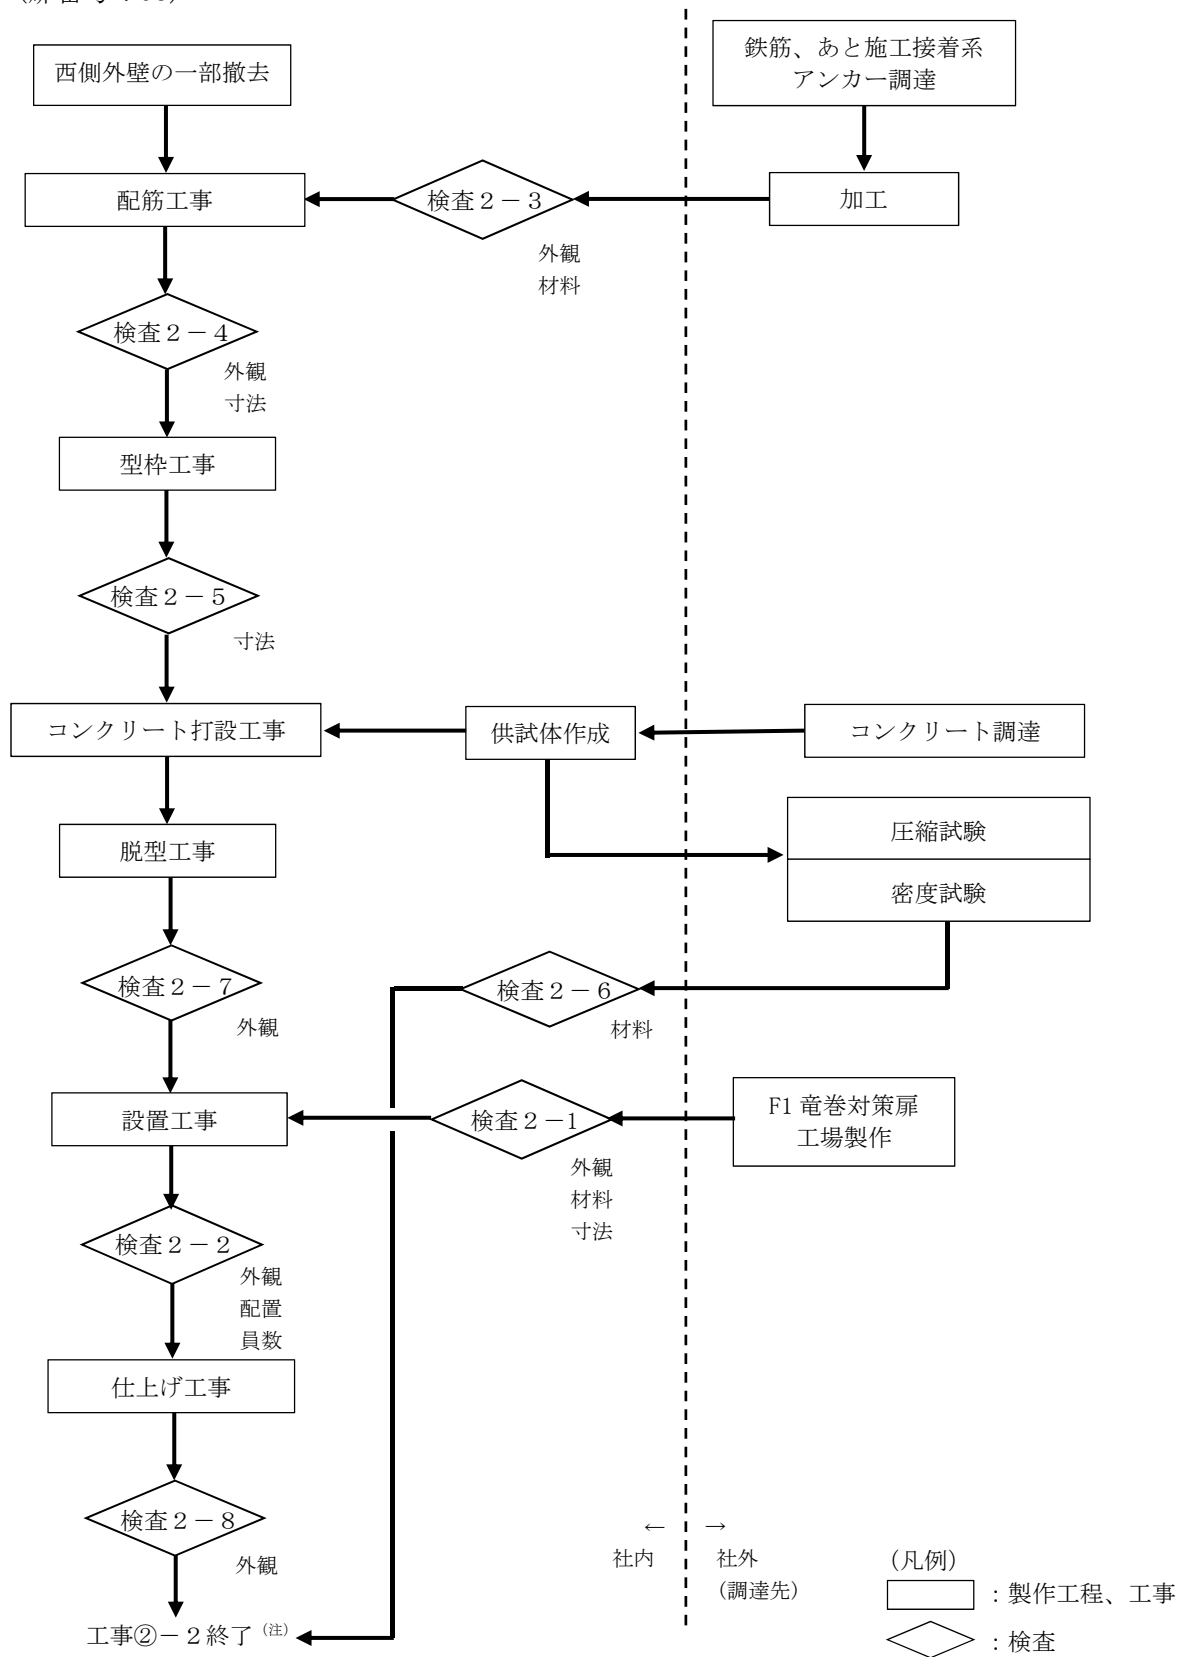 西側外壁の一部撤去
鉄筋、あと施工接着系
アンカー調達
配筋工事
検査2－3
外観
材料
加工
検査2－4
外観
寸法
型枠工事
検査2－5
寸法
コンクリート打設工事
供試体作成
コンクリート調達
脱型工事
圧縮試験
密度試験
検査2－7
外観
検査2－6
材料
設置工事
検査2－1
外観
材料
寸法
F1 竜巻対策扉
工場製作
検査2－2
外観
配置
員数
仕上げ工事
検査2－8
外観
工事②－2終了（注）
← →
社内 社外
(調達先)
(凡例)
：製作工程、工事
：検査